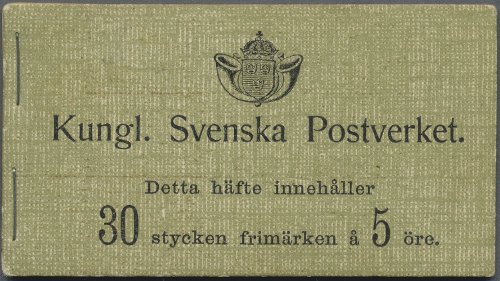 Kungl. Svenska Postverket.
Detta häfte innehåller
30 stycken frimärken å 5 öre.